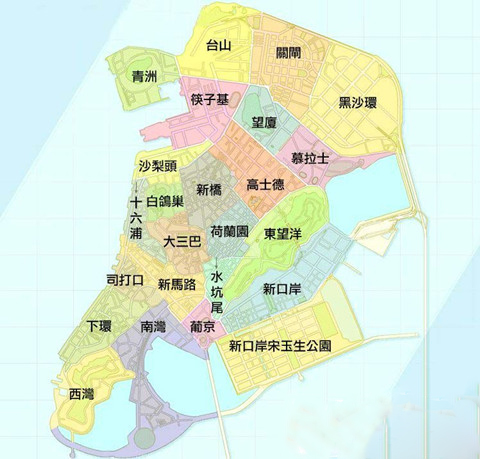 台山
關閘
青洲
筷子基
黑沙環
望廈
慕拉士
沙梨頭
新橋
高士德
白鴿巢
十六浦
荷蘭園
東望洋
大三巴
司打口
新馬路
水坑尾
新口岸
下環
南灣
葡京
新口岸宋玉生公園
西灣